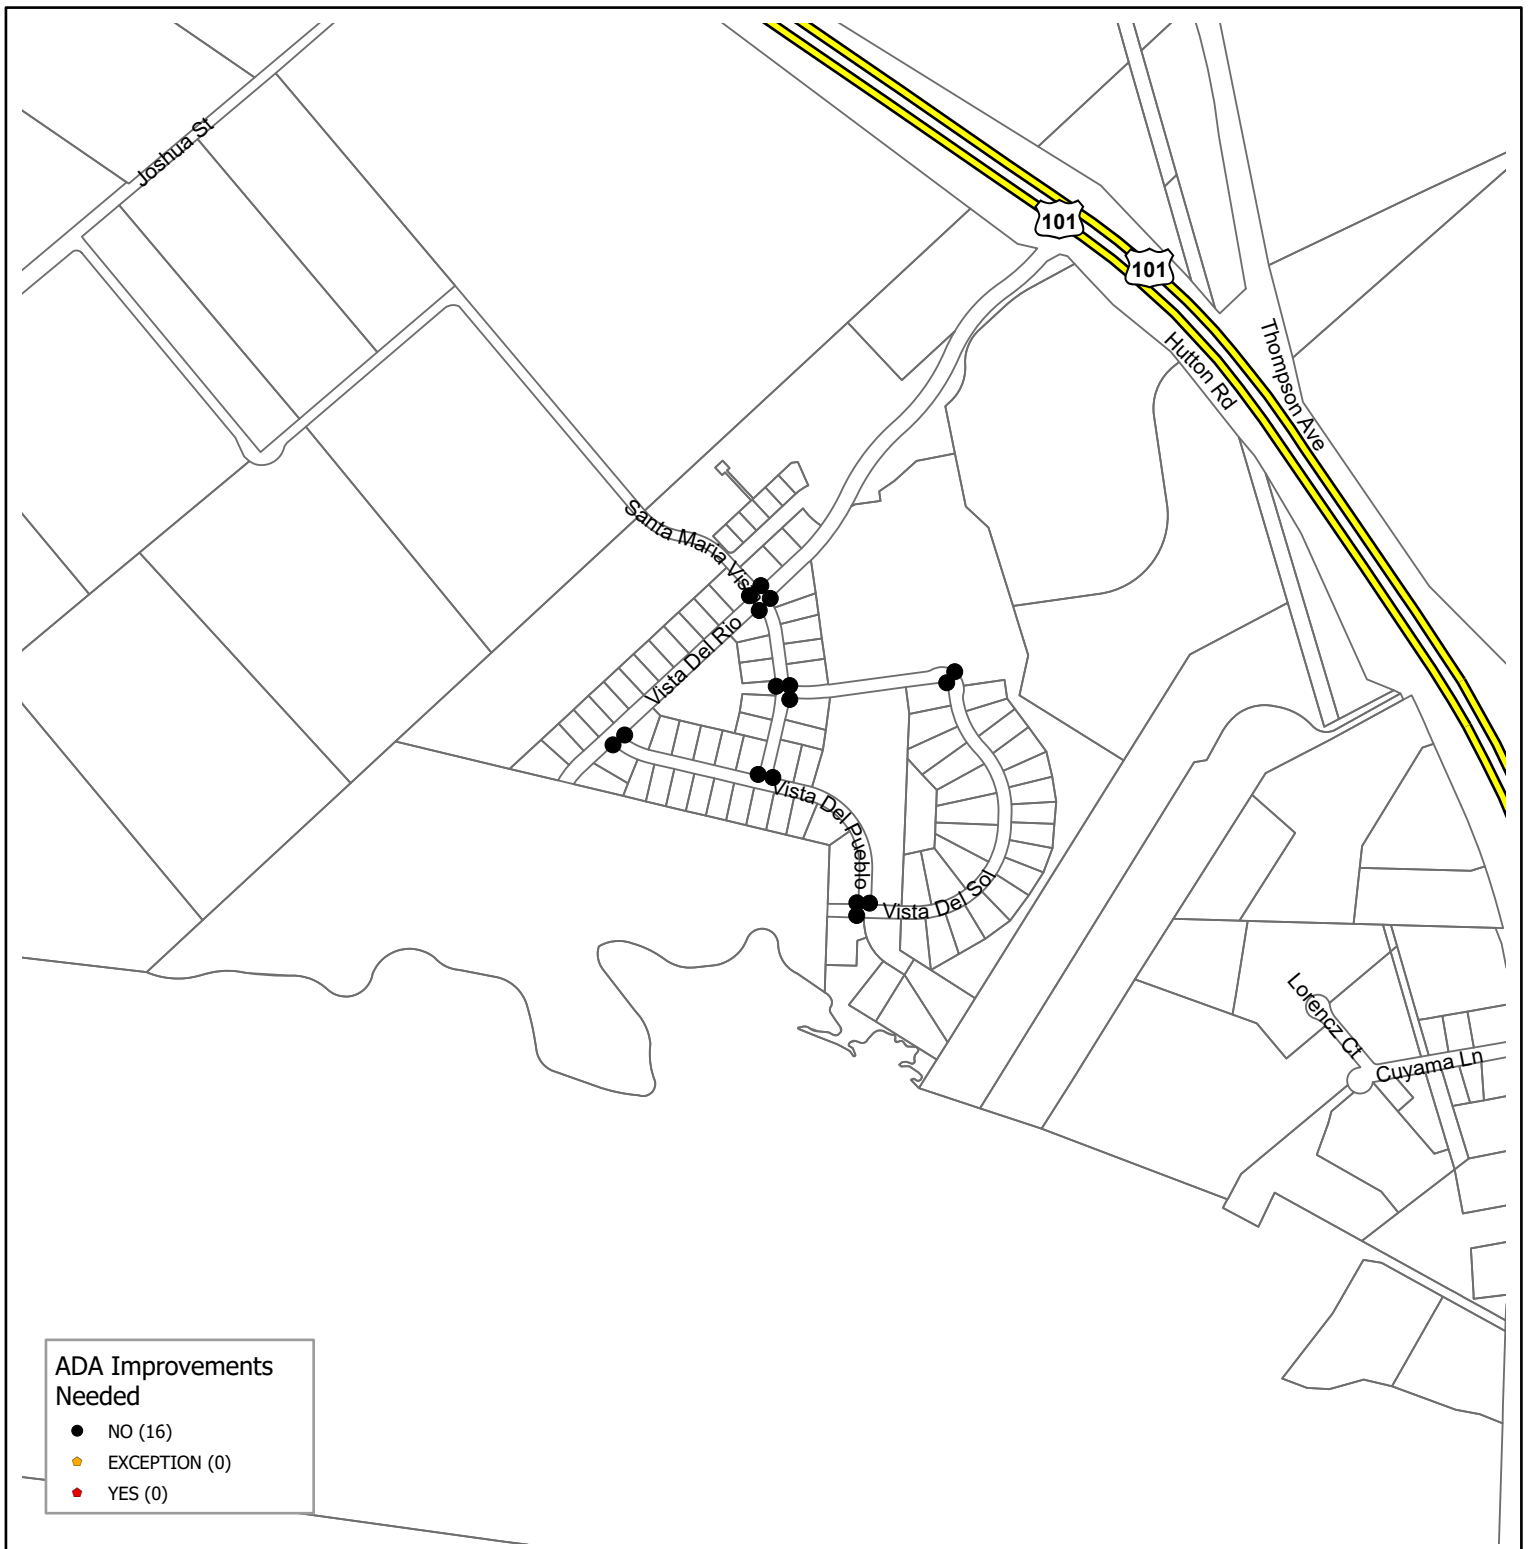 Joshua St
101
101
Thompson Ave
Hutton Rd
Santa Maria Vista
Vista Del Rio
Vista Del Pueblo
Vista Del Sol
Lorencz Ct
Cuyama Ln
ADA Improvements
Needed
NO (16)
EXCEPTION (0)
YES (0)